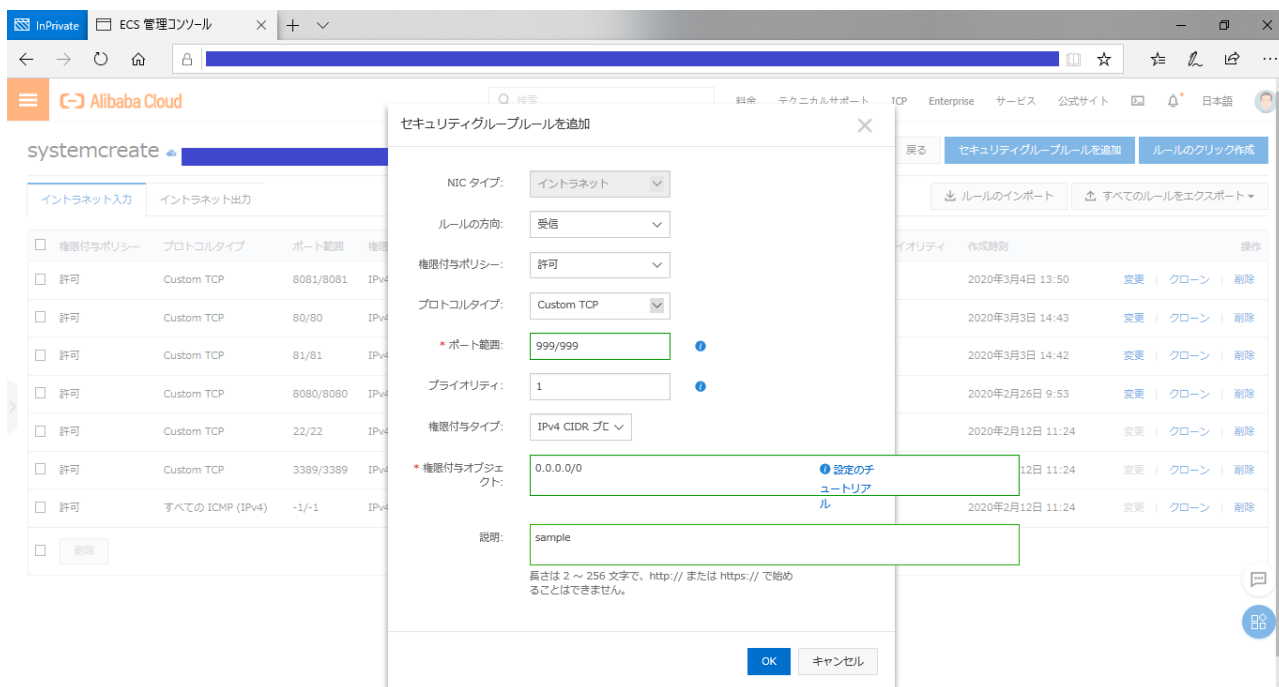 InPrivate
ECS 管理コンソール
Alibaba Cloud
検索
料金 テクニカルサポート ICP Enterprise サービス 公式サイト 日本語
systemcreate
戻る
セキュリティグループルールを追加
ルールのクリック作成
イントラネット入力
イントラネット出力
ルールのインポート
すべてのルールをエクスポート
権限付与ポリシー プロトコルタイプ ポート範囲 権限 イオリティ 作成時刻 操作
許可 Custom TCP 8081/8081 IPv4 2020年3月4日 13:50 変更 クローン 削除
許可 Custom TCP 80/80 IPv4 2020年3月3日 14:43 変更 クローン 削除
許可 Custom TCP 81/81 IPv4 2020年3月3日 14:42 変更 クローン 削除
許可 Custom TCP 8080/8080 IPv4 2020年2月26日 9:53 変更 クローン 削除
許可 Custom TCP 22/22 IPv4 2020年2月12日 11:24 変更 クローン 削除
許可 Custom TCP 3389/3389 IPv4 12日 11:24 変更 クローン 削除
許可 すべての ICMP (IPv4) -1/-1 IPv4 2020年2月12日 11:24 変更 クローン 削除
削除
セキュリティグループルールを追加
NIC タイプ: イントラネット
ルールの方向: 受信
権限付与ポリシー: 許可
プロトコルタイプ: Custom TCP
* ポート範囲: 999/999
プライオリティ: 1
権限付与タイプ: IPv4 CIDR ブロ
* 権限付与オブジェ
クト:
0.0.0.0/0
設定のチ
ュートリア
ル
説明: sample
長さは 2 ～ 256 文字で、http:// または https:// で始め
ることはできません。
OK
キャンセル